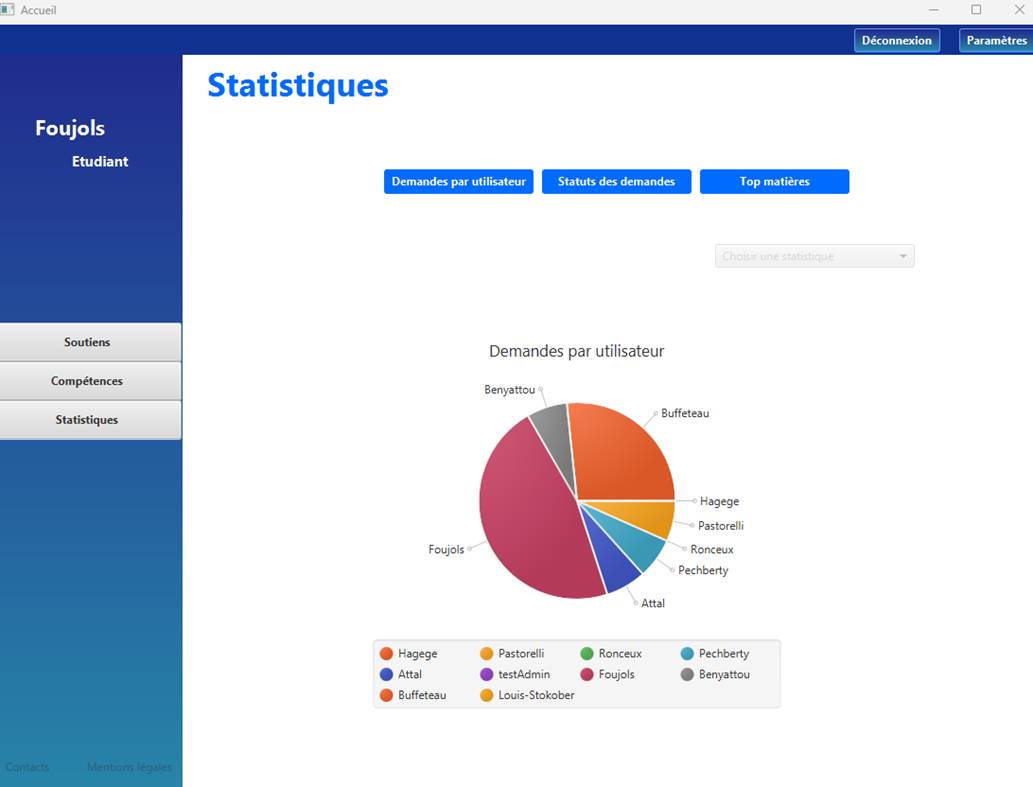 Accueil
Déconnexion Paramètres
Statistiques
Foujols
Etudiant
Demandes par utilisateur Statuts des demandes Top matières
Choisir une statistique
Soutiens
Compétences
Statistiques
Demandes par utilisateur
Benyattou
Buffeteau
Hagege
Pastorelli
Foujols
Ronceux
Pechberty
Attal
Hagege Pastorelli Ronceux Pechberty
Attal testAdmin Foujols Benyattou
Buffeteau Louis-Stokober
Contacts Mentions légales